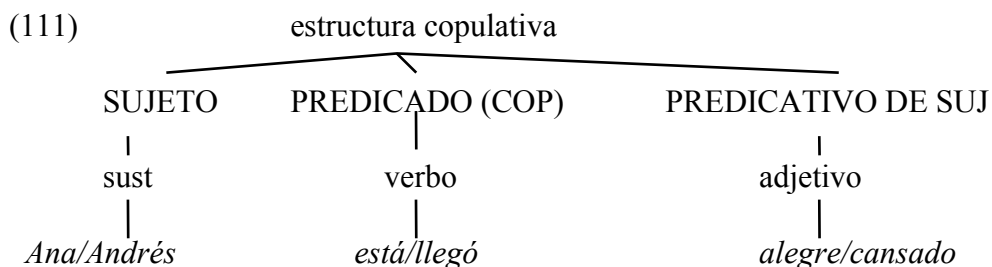 (111) estructura copulativa
SUJETO PREDICADO (COP) PREDICATIVO DE SUJ
sust verbo adjetivo
Ana/Andrés está/llegó alegre/cansado